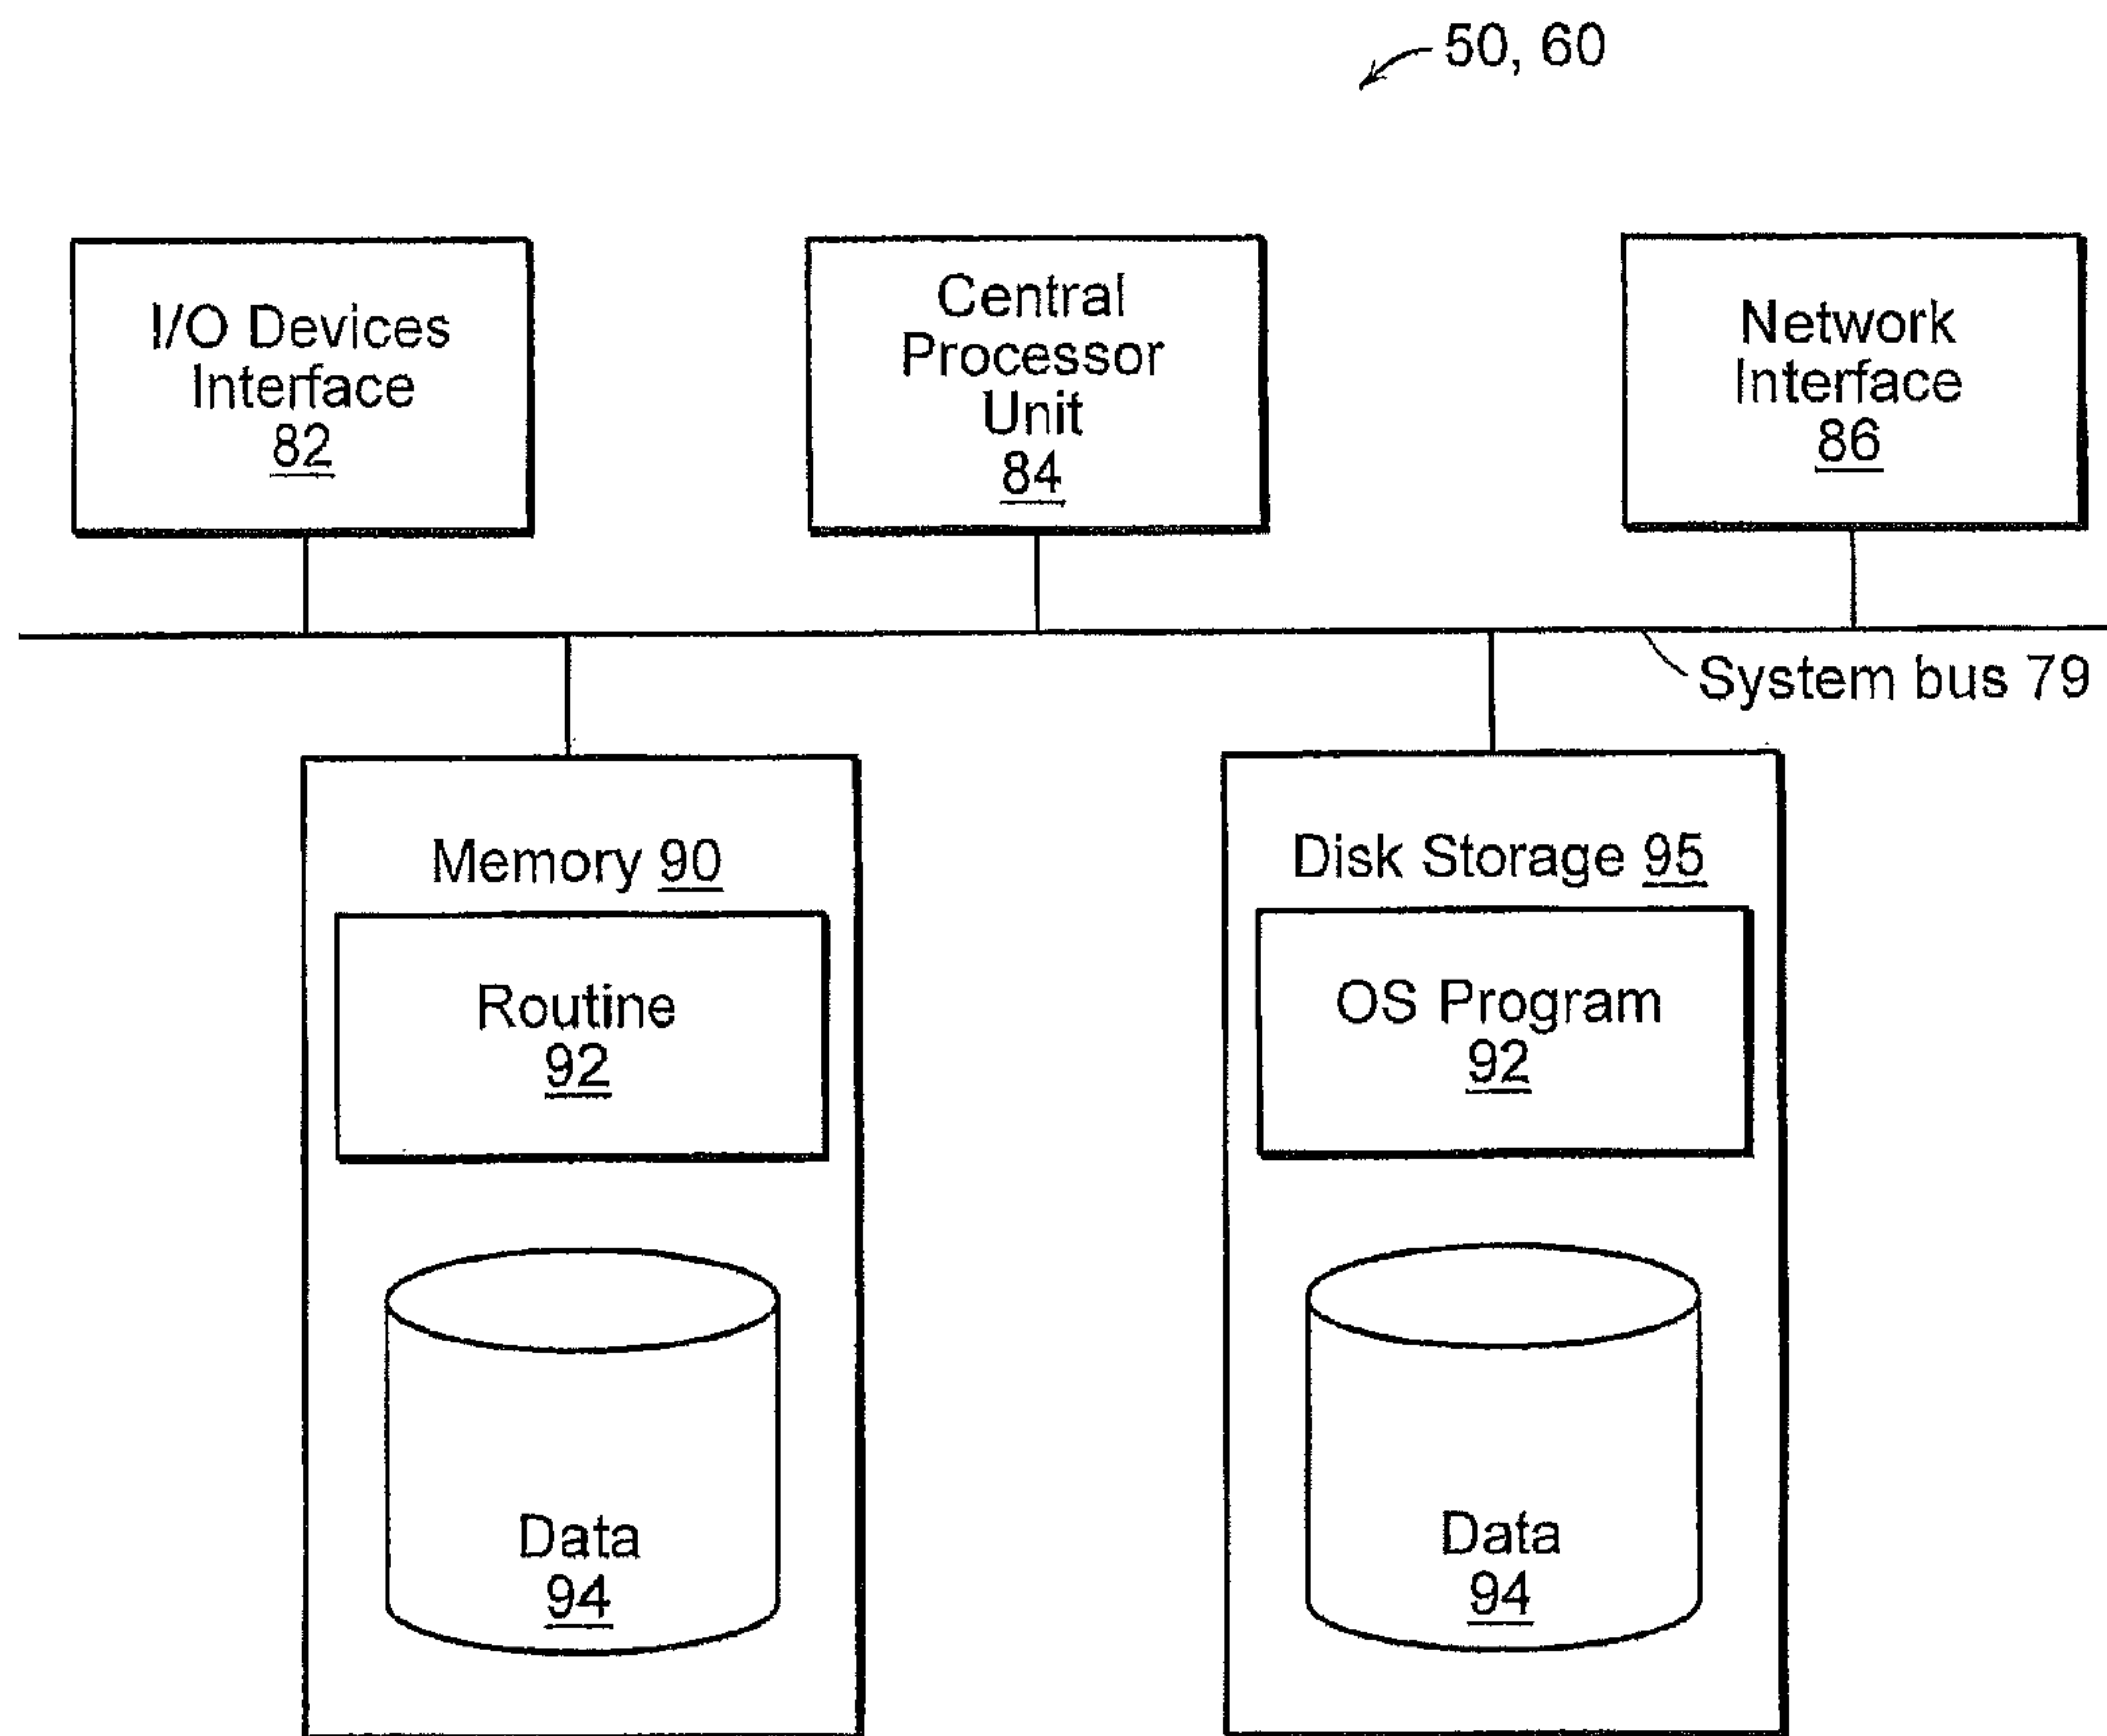 50, 60
I/O Devices
Interface
82
Central
Processor
Unit
84
Network
Interface
86
System bus 79
Memory 90
Routine
92
Data
94
Disk Storage 95
OS Program
92
Data
94